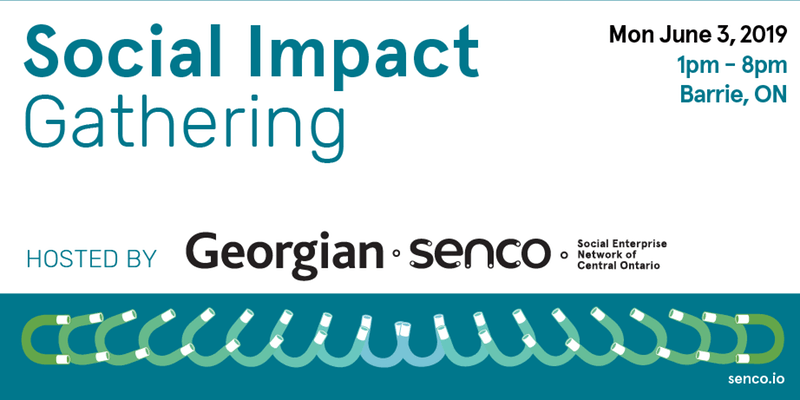 Social Impact
Gathering
Mon June 3, 2019
1pm - 8pm
Barrie, ON
HOSTED BY
Georgian
senco
Social Enterprise
Network of
Central Ontario
senco.io